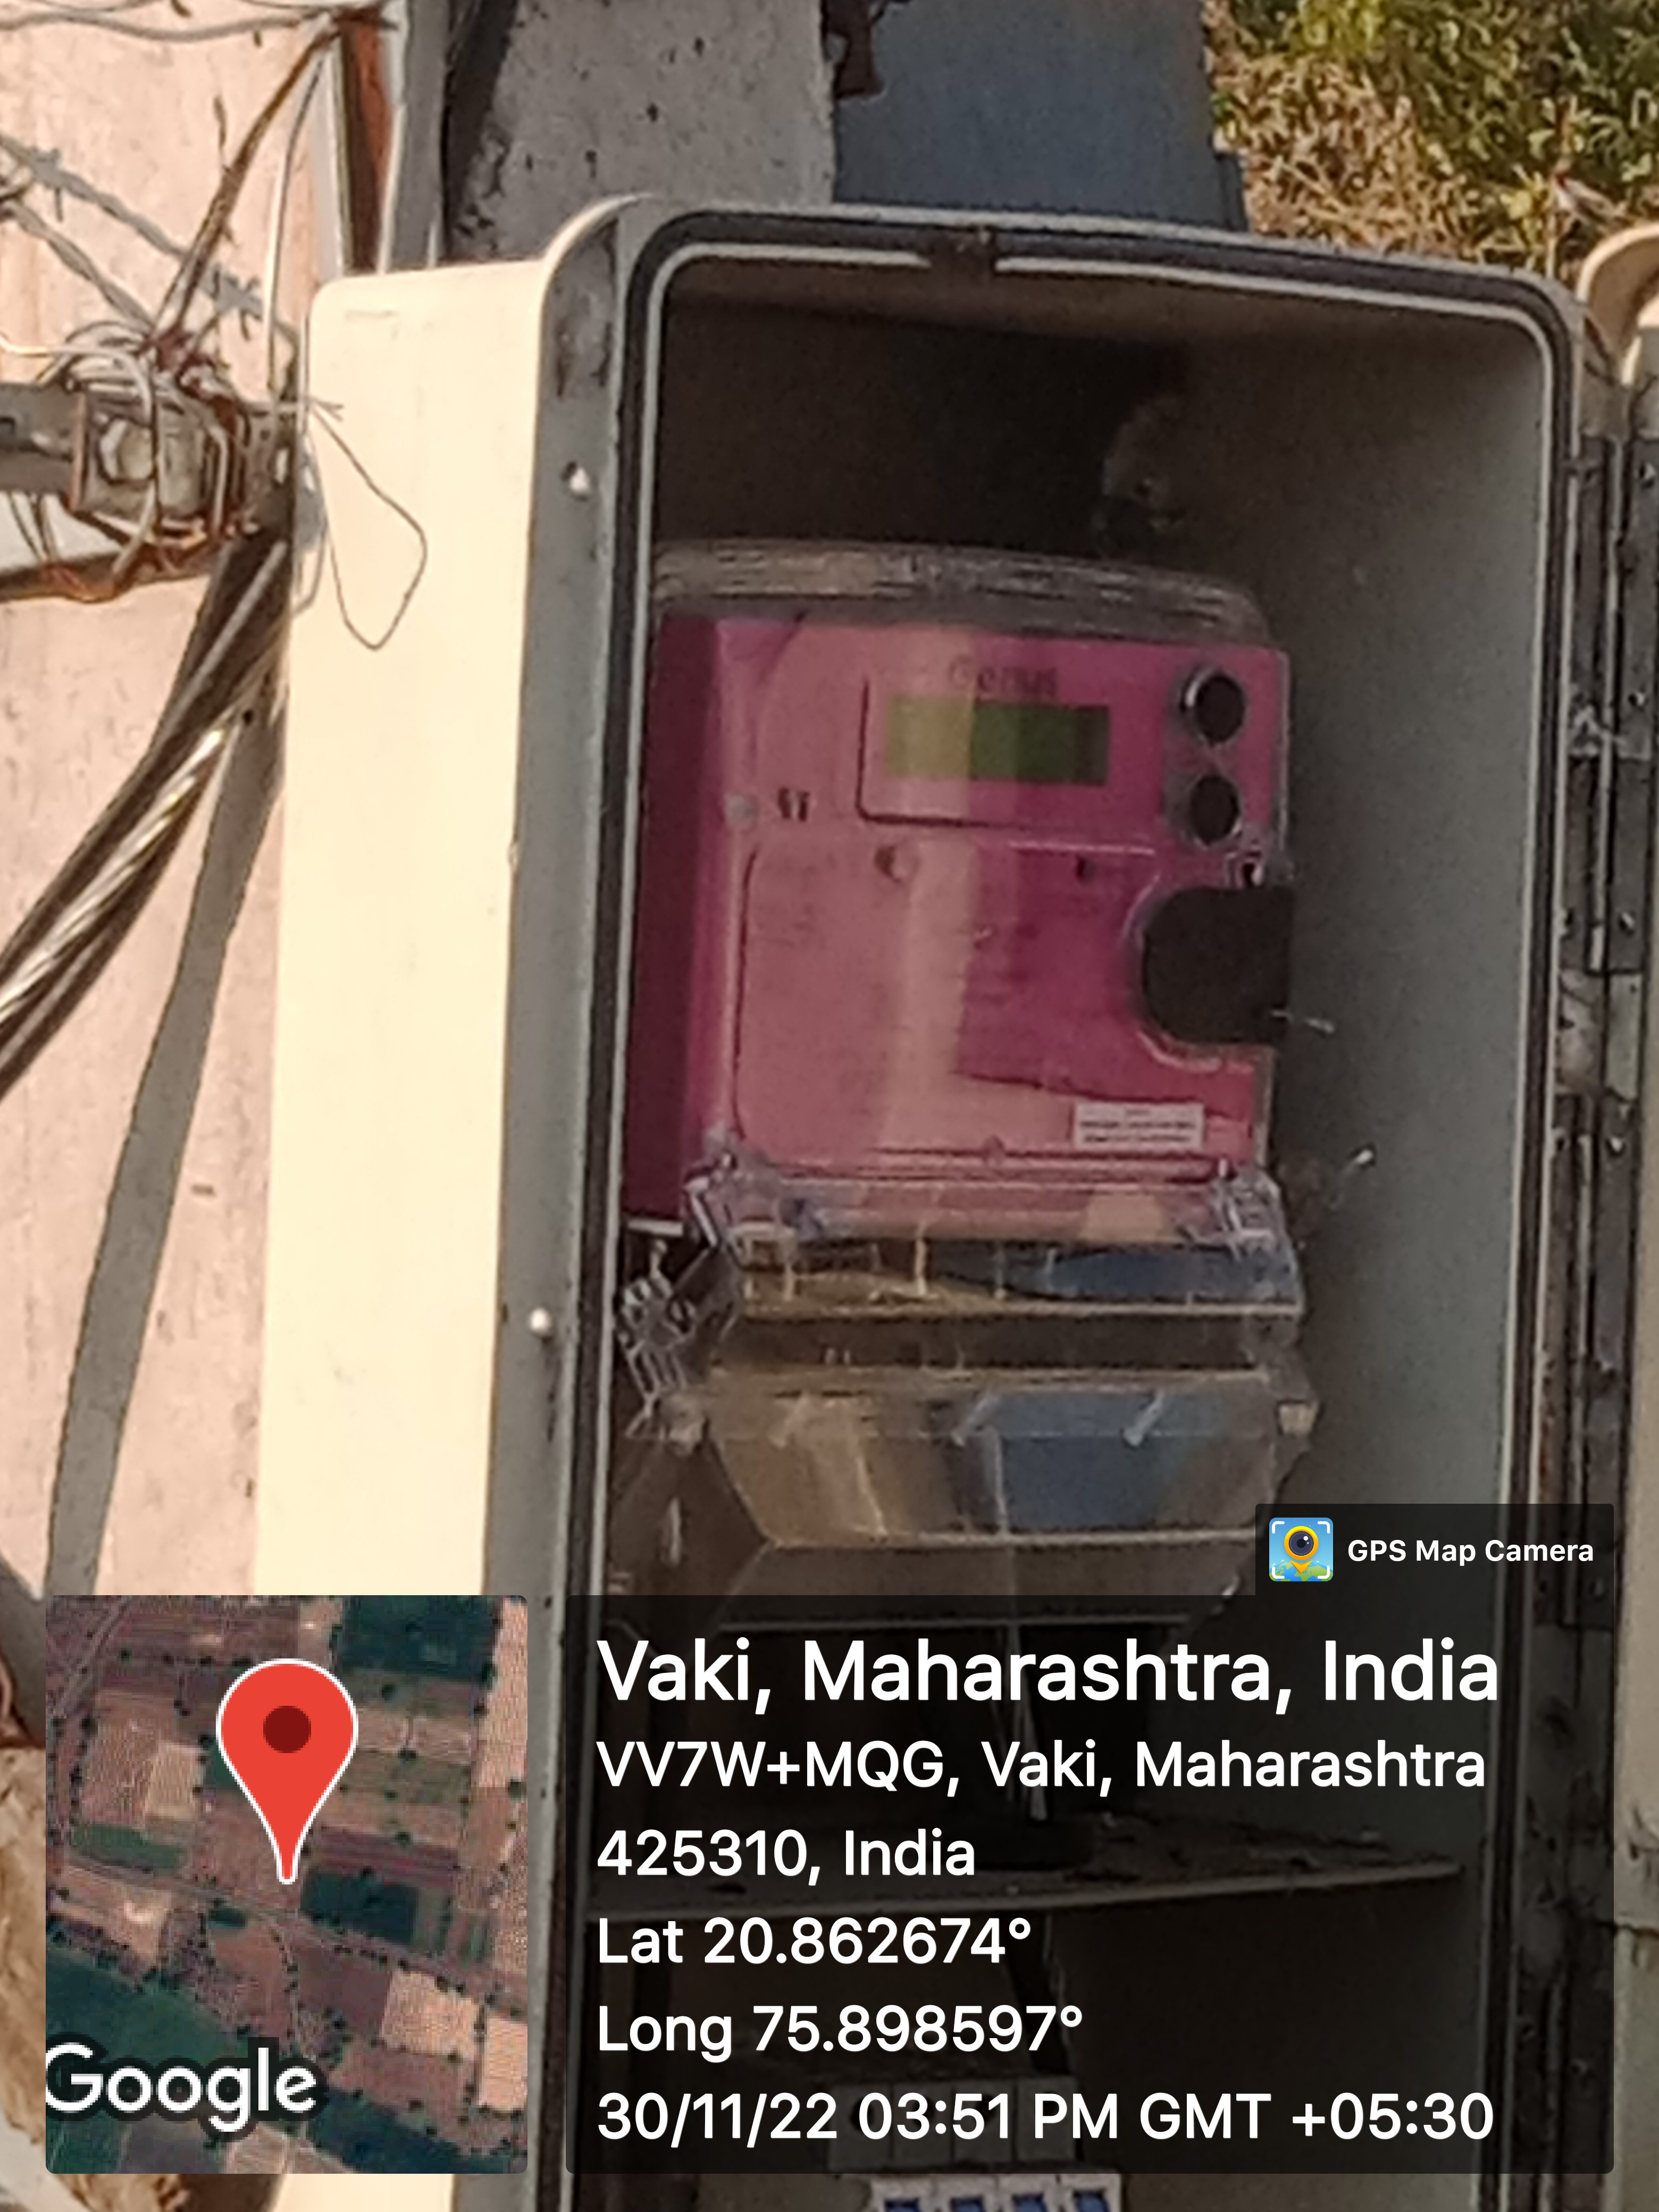 Genus
GPS Map Camera
Vaki, Maharashtra, India
VV7W+MQG, Vaki, Maharashtra
425310, India
Lat 20.862674°
Long 75.898597°
30/11/22 03:51 PM GMT +05:30
Google